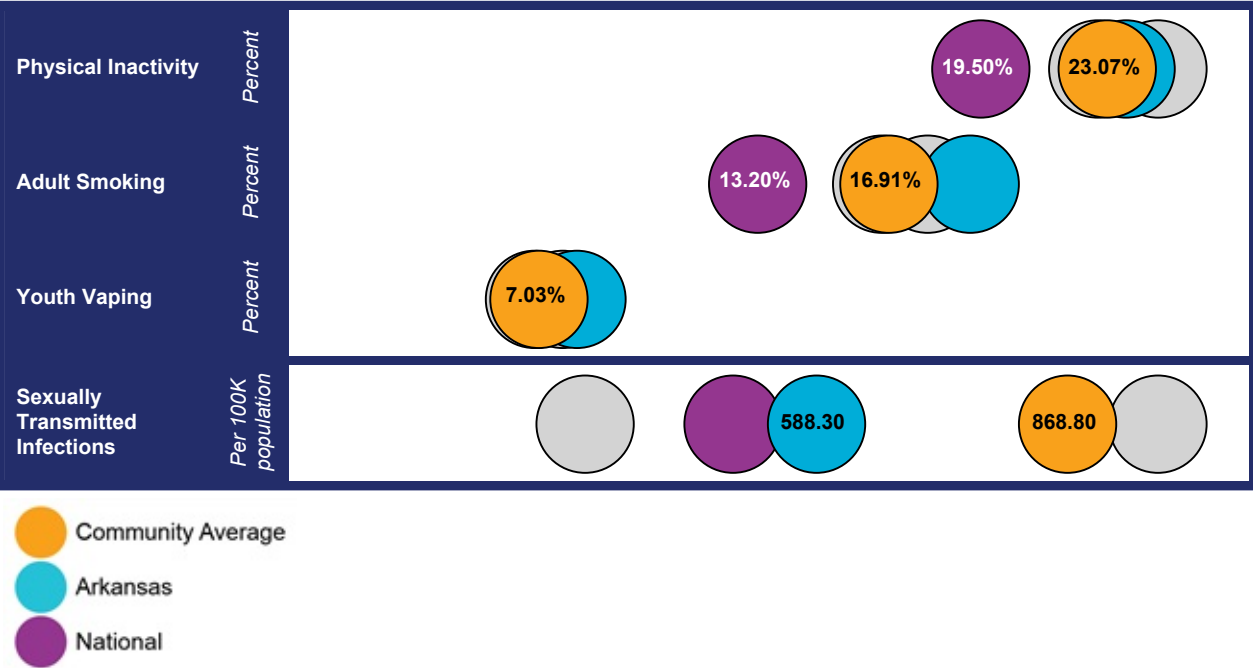 Physical Inactivity
Percent
19.50%
23.07%
Adult Smoking
Percent
13.20%
16.91%
Youth Vaping
Percent
7.03%
Sexually
Transmitted
Infections
Per 100K
population
588.30
868.80
Community Average
Arkansas
National